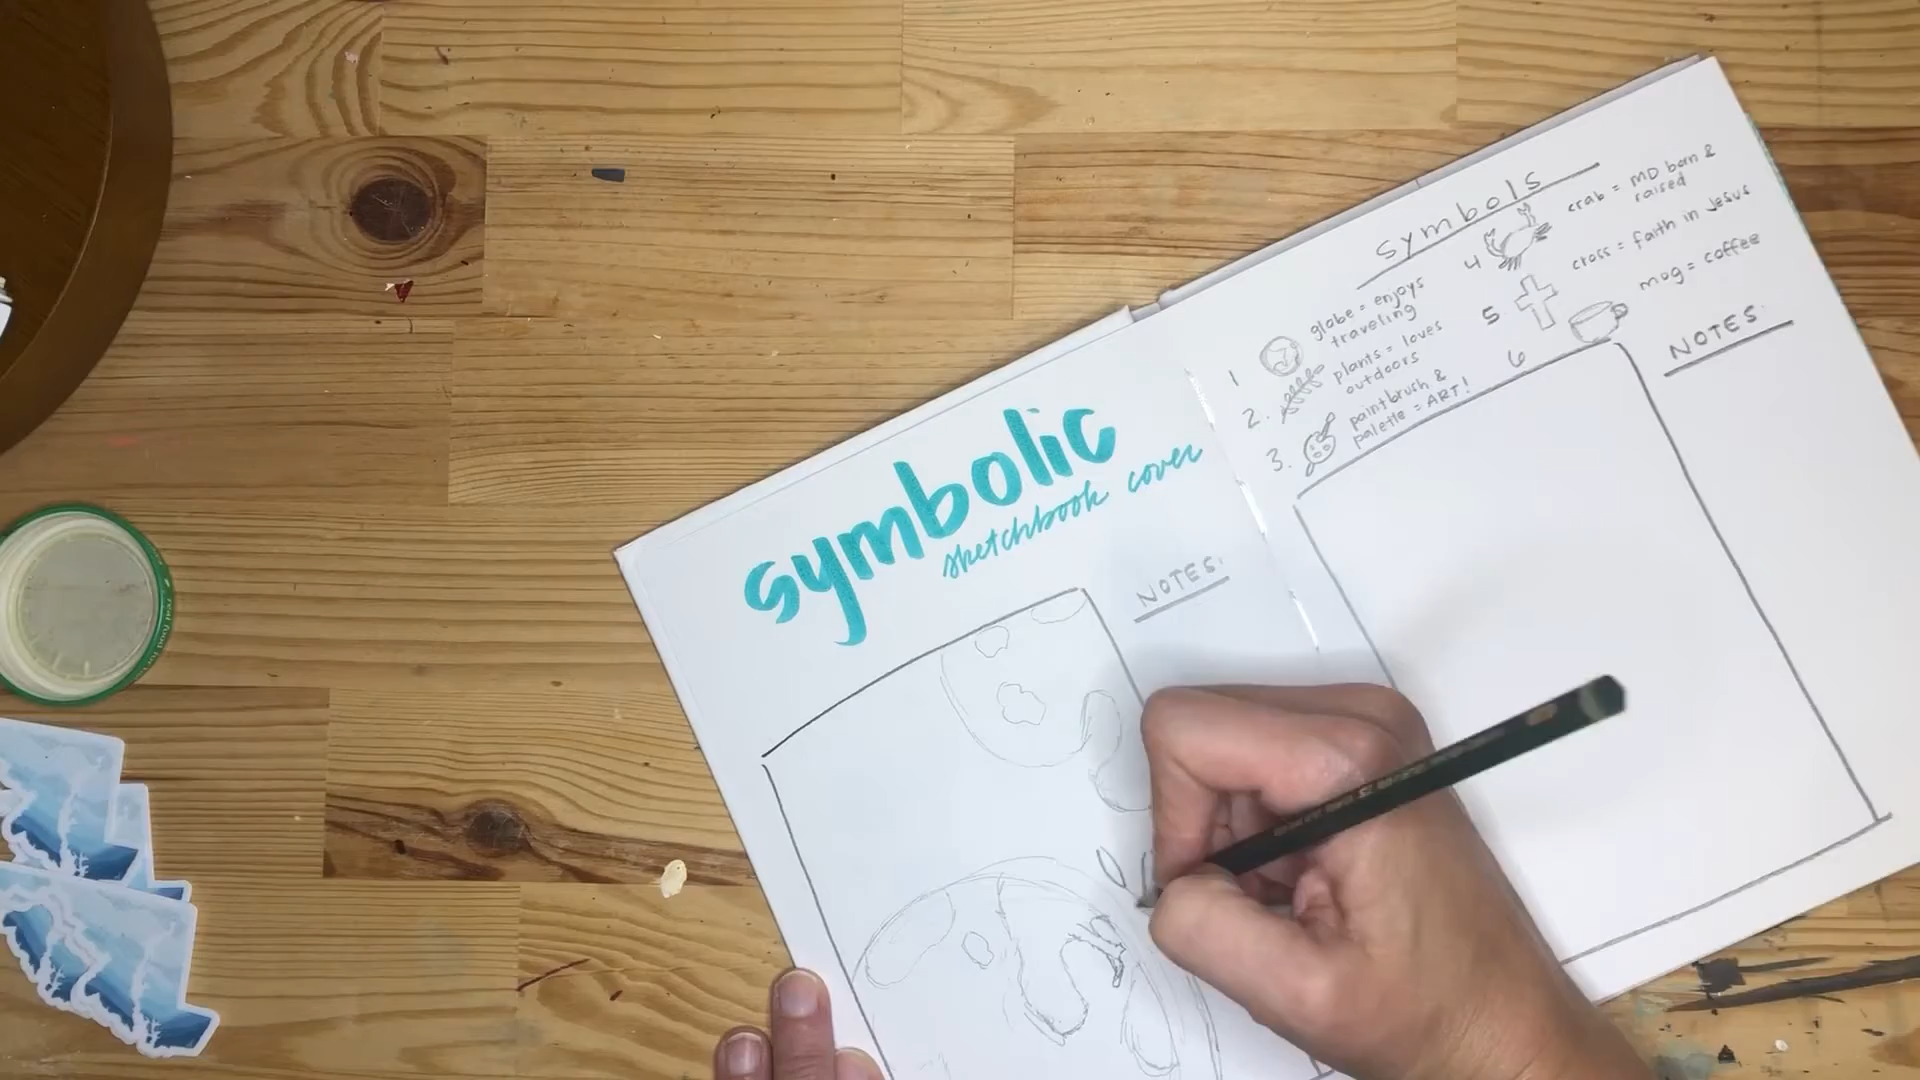 symbolic
sketchbook cover
NOTES:
symbols
1 globe = enjoys
traveling
2. plants = loves
outdoors
3. paintbrush &
palette = ART!
4 crab = MD born &
raised
5 cross = faith in Jesus
6 mug = coffee
NOTES: